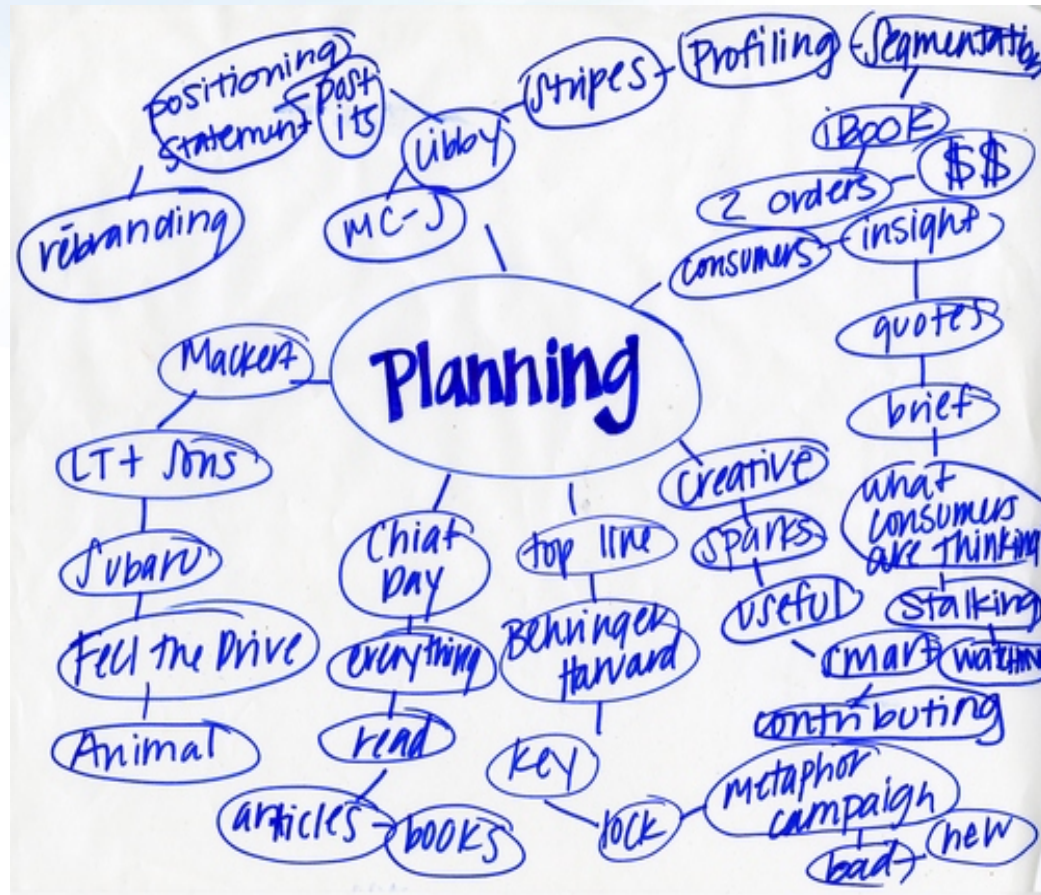 positioning
statement
post
its
Libby
Stripes
Profiling
Segmentation
iBOOK
$$
2 orders
rebranding
MC-J
consumers
insight
quotes
Planning
Mackert
brief
LT+ Sons
Creative
what
consumers
are thinking
Chiat
Day
top line
sparks
Subaru
useful
stalking
Feel the Drive
everything
Behringer
Harvard
smart
watching
contributing
Animal
read
key
metaphor
campaign
articles
books
lock
bad
new